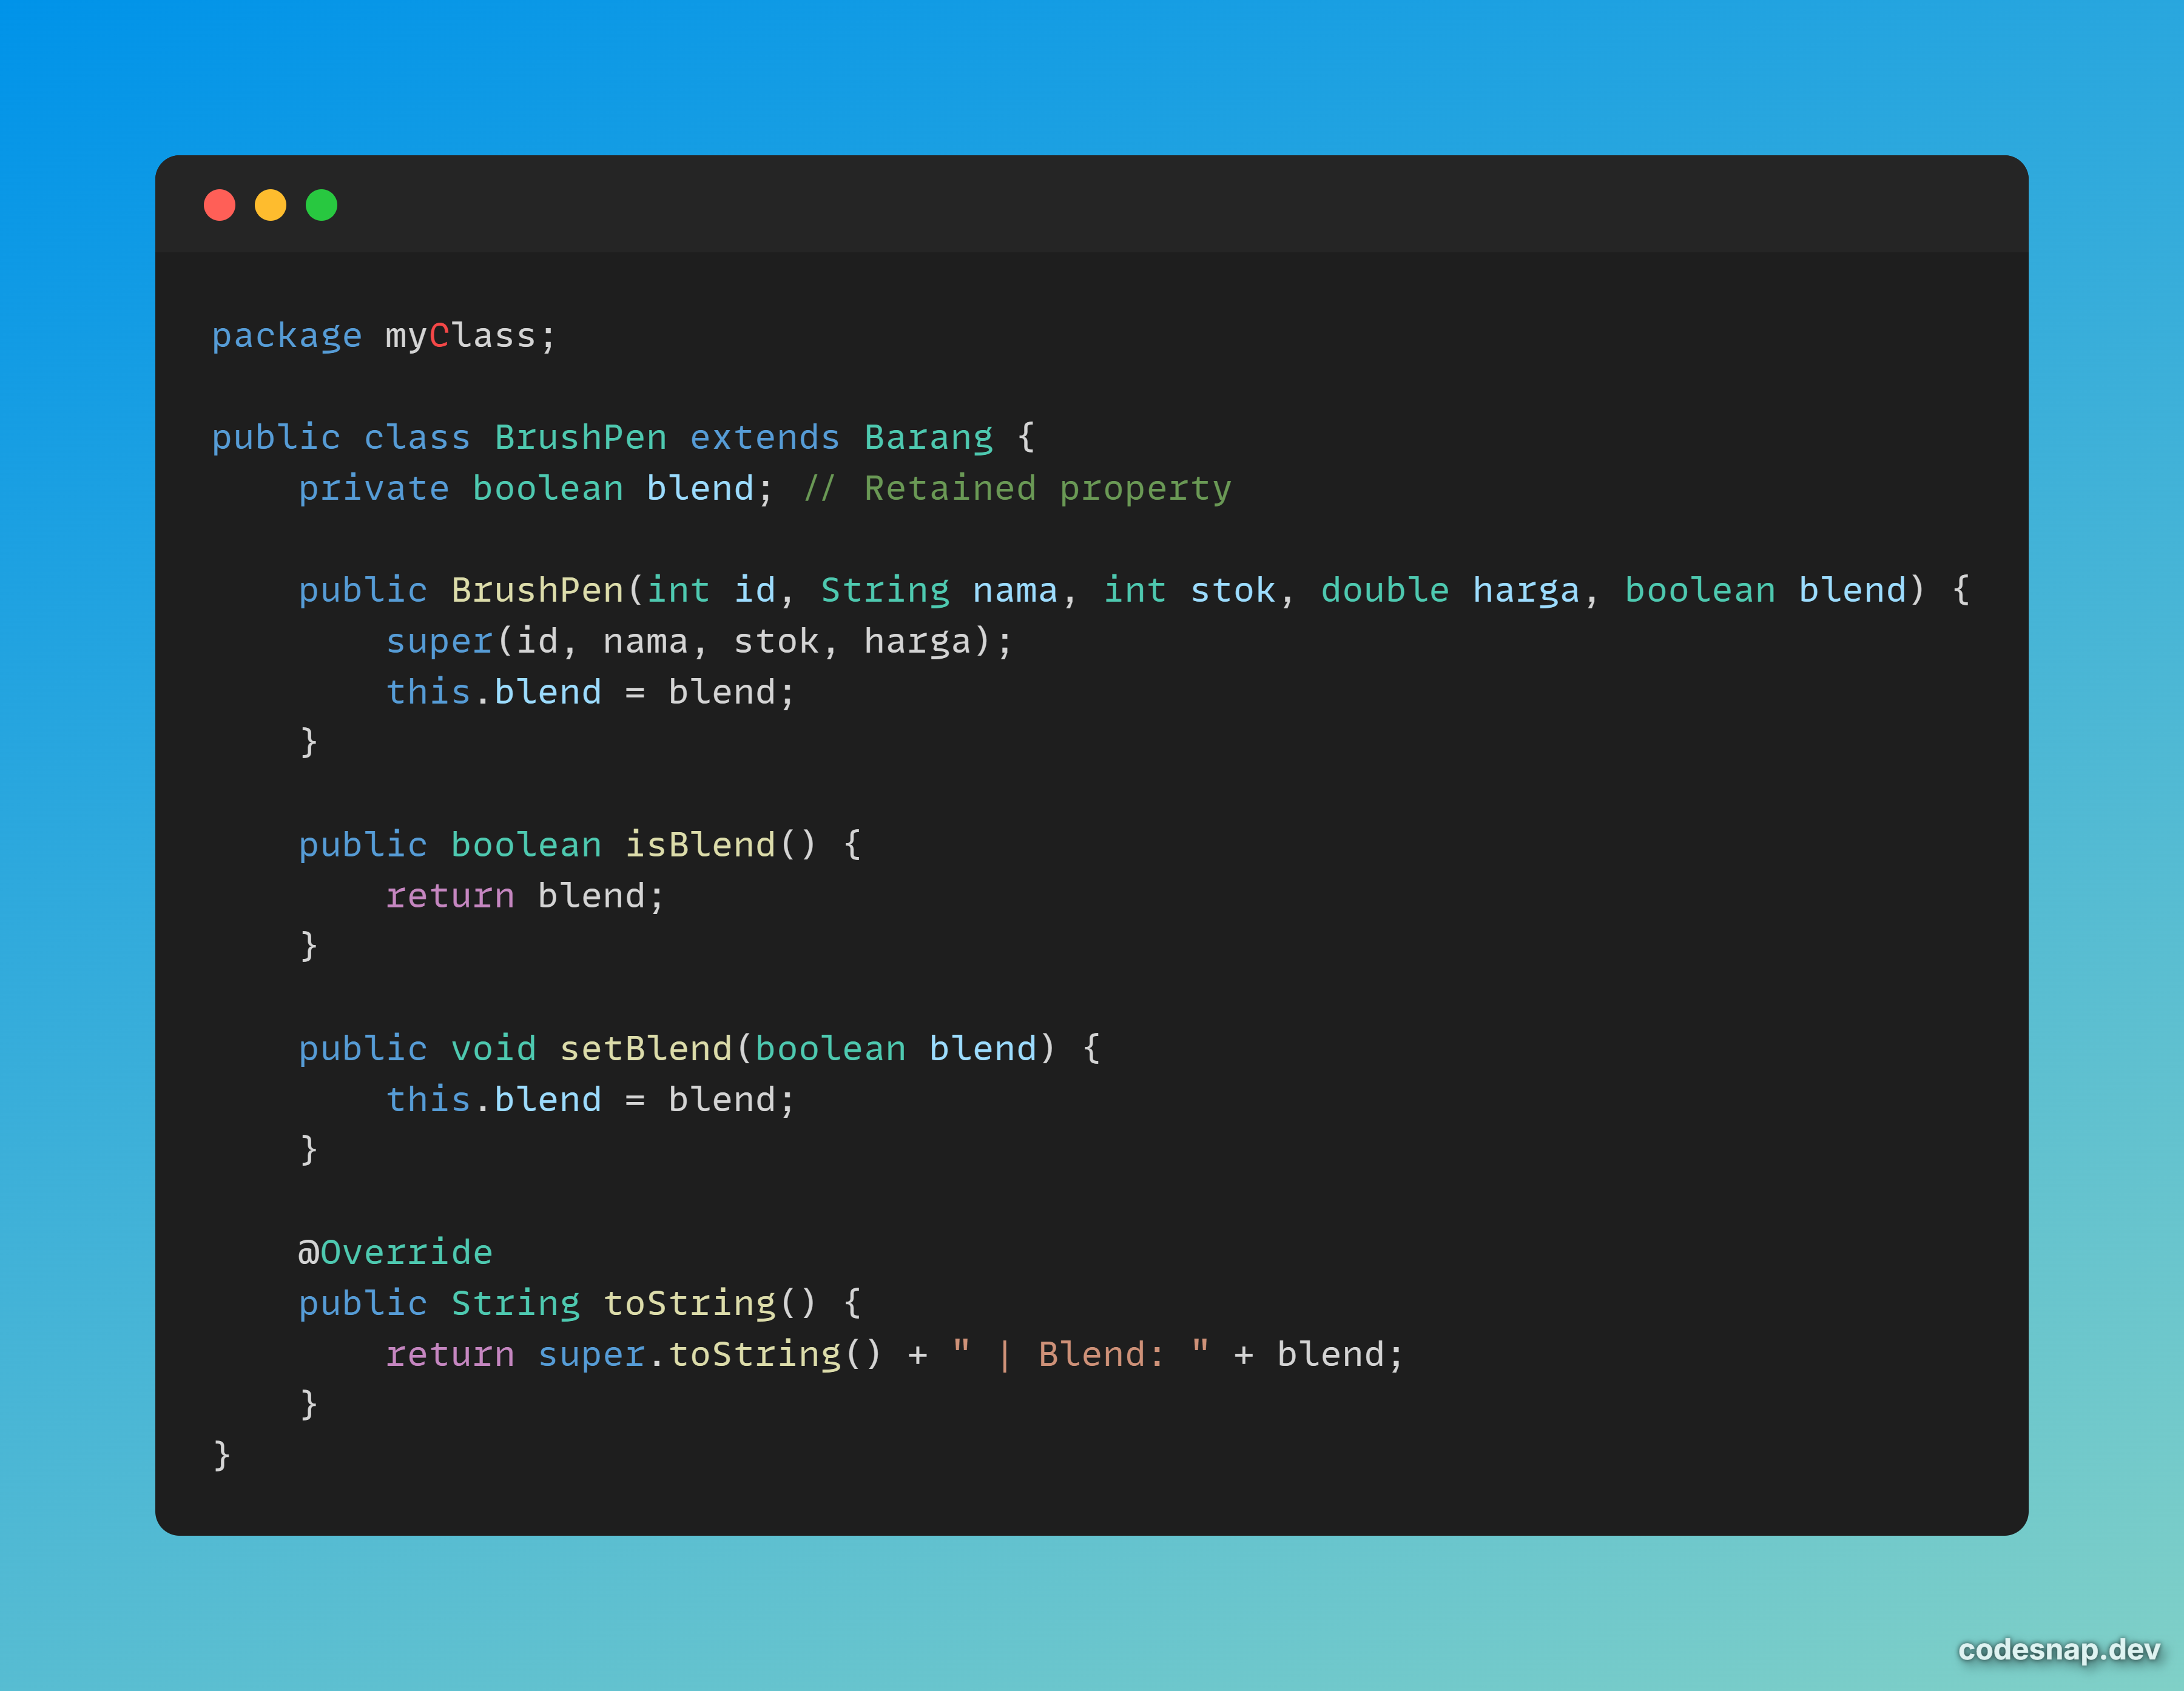 package myClass;
public class BrushPen extends Barang {
    private boolean blend; // Retained property
    public BrushPen(int id, String nama, int stok, double harga, boolean blend) {
        super(id, nama, stok, harga);
        this.blend = blend;
    }
    public boolean isBlend() {
        return blend;
    }
    public void setBlend(boolean blend) {
        this.blend = blend;
    }
    @Override
    public String toString() {
        return super.toString() + " | Blend: " + blend;
    }
}
codesnap.dev